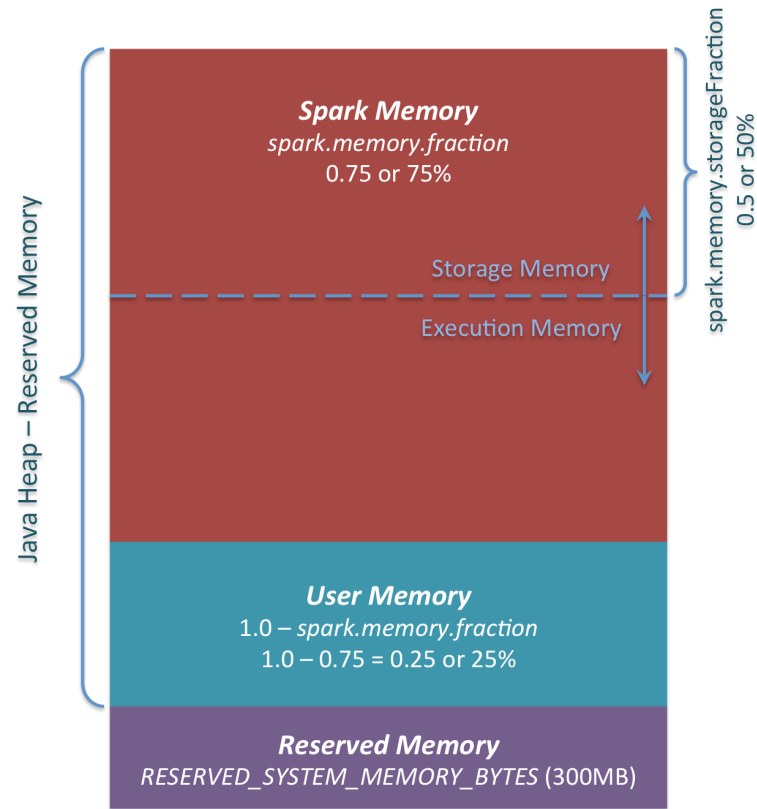 Spark Memory
spark.memory.fraction
0.75 or 75%
spark.memory.storageFraction
0.5 or 50%
Storage Memory
Execution Memory
Java Heap – Reserved Memory
User Memory
1.0 – spark.memory.fraction
1.0 – 0.75 = 0.25 or 25%
Reserved Memory
RESERVED_SYSTEM_MEMORY_BYTES (300MB)